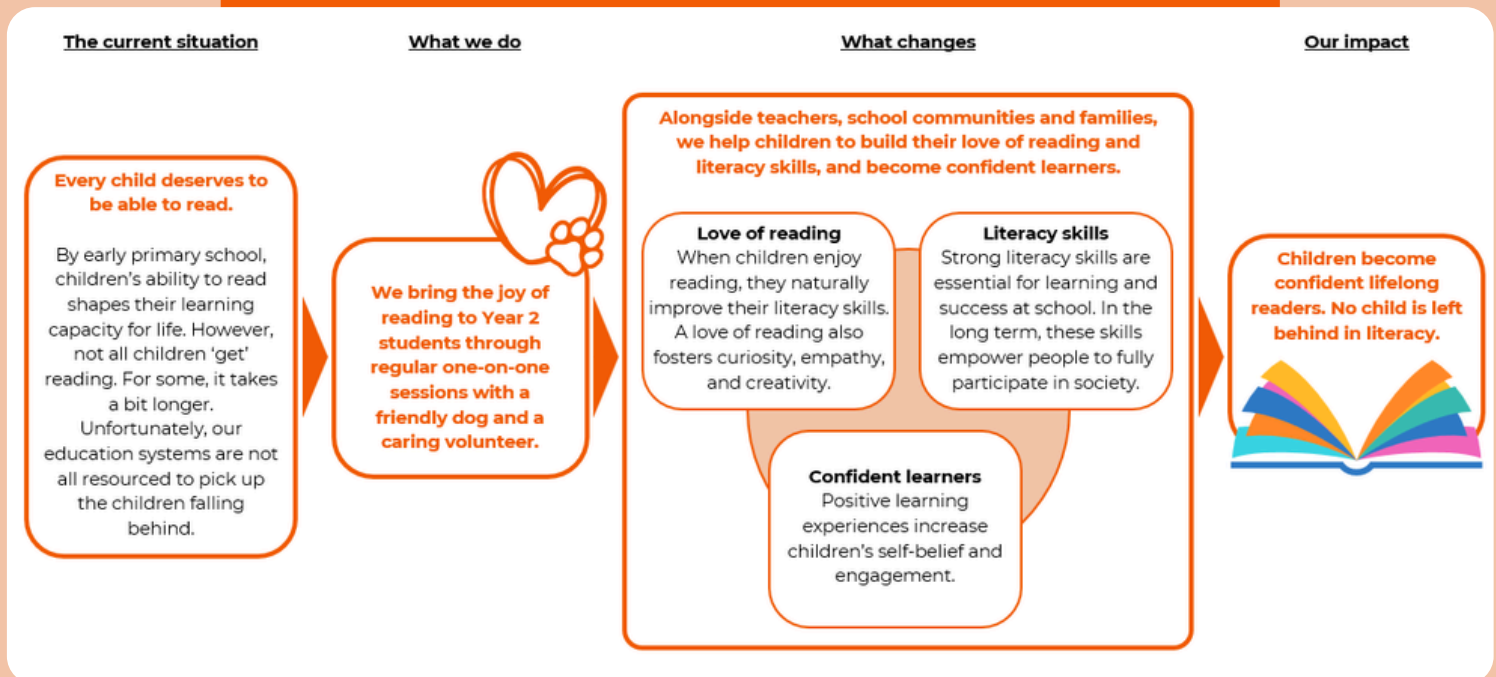 The current situation
Every child deserves to
be able to read.
By early primary school,
children’s ability to read
shapes their learning
capacity for life. However,
not all children ‘get’
reading. For some, it takes
a bit longer.
Unfortunately, our
education systems are not
all resourced to pick up
the children falling
behind.
What we do
We bring the joy of
reading to Year 2
students through
regular one-on-one
sessions with a
friendly dog and a
caring volunteer.
What changes
Alongside teachers, school communities and families,
we help children to build their love of reading and
literacy skills, and become confident learners.
Love of reading
When children enjoy
reading, they naturally
improve their literacy skills.
A love of reading also
fosters curiosity, empathy,
and creativity.
Literacy skills
Strong literacy skills are
essential for learning and
success at school. In the
long term, these skills
empower people to fully
participate in society.
Confident learners
Positive learning
experiences increase
children’s self-belief and
engagement.
Our impact
Children become
confident lifelong
readers. No child is left
behind in literacy.